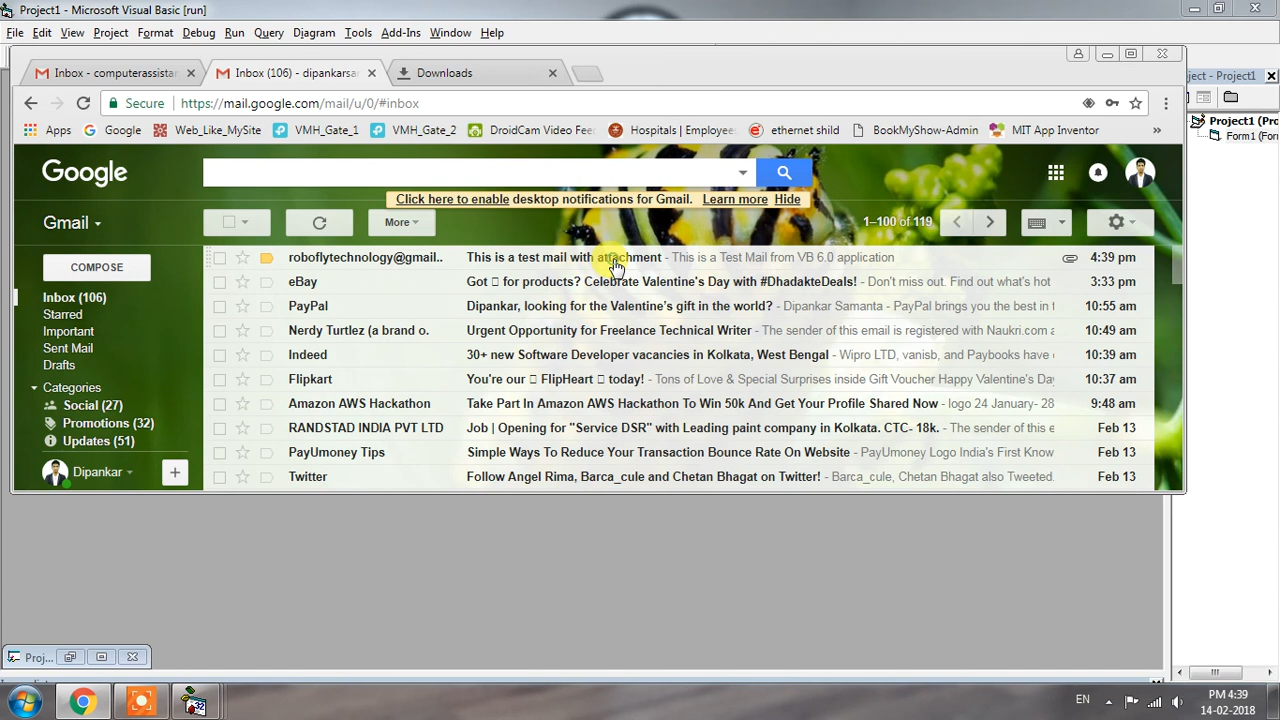 Project1 - Microsoft Visual Basic [run]
File Edit View Project Format Debug Run Query Diagram Tools Add-Ins Window Help
Inbox - computerassistan
Inbox (106) - dipankarsa
Downloads
ject - Project1
Secure https://mail.google.com/mail/u/0/#inbox
Apps Google Web_Like_MySite VMH_Gate_1 VMH_Gate_2 DroidCam Video Fee Hospitals | Employee ethernet shild BookMyShow-Admin MIT App Inventor »
Project1 (Proj
Form1 (Fo
Google
Click here to enable desktop notifications for Gmail. Learn more Hide
Gmail More 1–100 of 119
COMPOSE
Inbox (106)
Starred
Important
Sent Mail
Drafts
Categories
Social (27)
Promotions (32)
Updates (51)
Dipankar
roboflytechnology@gmail.. This is a test mail with attachment - This is a Test Mail from VB 6.0 application 4:39 pm
eBay Got for products? Celebrate Valentine's Day with #DhadakteDeals! - Don't miss out. Find out what's hot 3:33 pm
PayPal Dipankar, looking for the Valentine's gift in the world? - Dipankar Samanta - PayPal brings you the best in t 10:55 am
Nerdy Turtlez (a brand o. Urgent Opportunity for Freelance Technical Writer - The sender of this email is registered with Naukri.com a 10:49 am
Indeed 30+ new Software Developer vacancies in Kolkata, West Bengal - Wipro LTD, vanisb, and Paybooks have 10:39 am
Flipkart You're our FlipHeart today! - Tons of Love & Special Surprises inside Gift Voucher Happy Valentine's Day 10:37 am
Amazon AWS Hackathon Take Part In Amazon AWS Hackathon To Win 50k And Get Your Profile Shared Now - logo 24 January- 28 9:48 am
RANDSTAD INDIA PVT LTD Job | Opening for "Service DSR" with Leading paint company in Kolkata. CTC- 18k. - The sender of this e Feb 13
PayUmoney Tips Simple Ways To Reduce Your Transaction Bounce Rate On Website - PayUmoney Logo India's First Know Feb 13
Twitter Follow Angel Rima, Barca_cule and Chetan Bhagat on Twitter! - Barca_cule, Chetan Bhagat also Tweeted. Feb 13
Proj...
EN
PM 4:39
14-02-2018